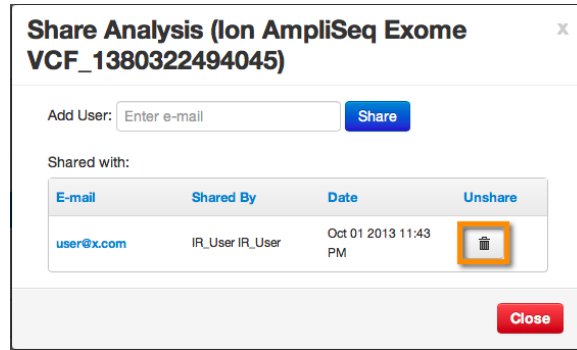 Share Analysis (Ion AmpliSeq Exome
VCF_1380322494045)
x
Add User: Enter e-mail Share
Shared with:
E-mail Shared By Date Unshare
user@x.com IR_User IR_User Oct 01 2013 11:43
PM
Close